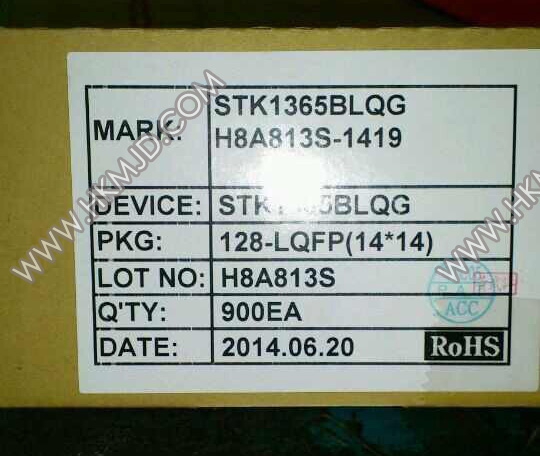 MARK:
STK1365BLQG
H8A813S-1419
DEVICE:
PKG: 128-LQFP(14*14)
LOT NO: H8A813S
Q'TY: 900EA
DATE: 2014.06.20 RoHS
ACC
WWW.HKMJD.COM